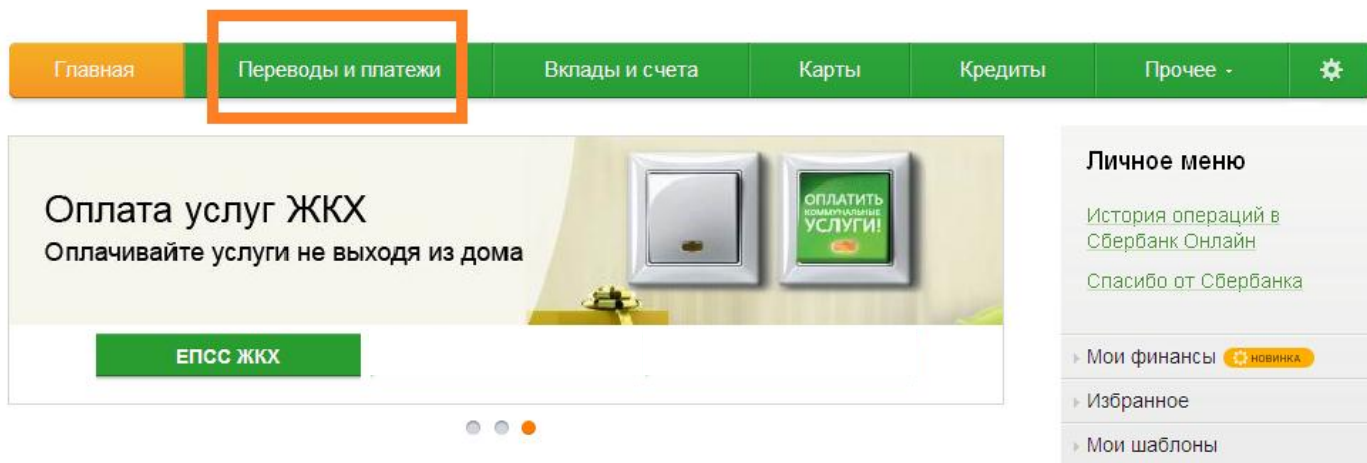 Главная
Переводы и платежи
Вклады и счета
Карты
Кредиты
Прочее
Оплата услуг ЖКХ
Оплачивайте услуги не выходя из дома
ОПЛАТИТЬ
КОММУНАЛЬНЫЕ
УСЛУГИ!
ЕПСС ЖКХ
Личное меню
История операций в
Сбербанк Онлайн
Спасибо от Сбербанка
Мои финансы НОВИНКА
Избранное
Мои шаблоны